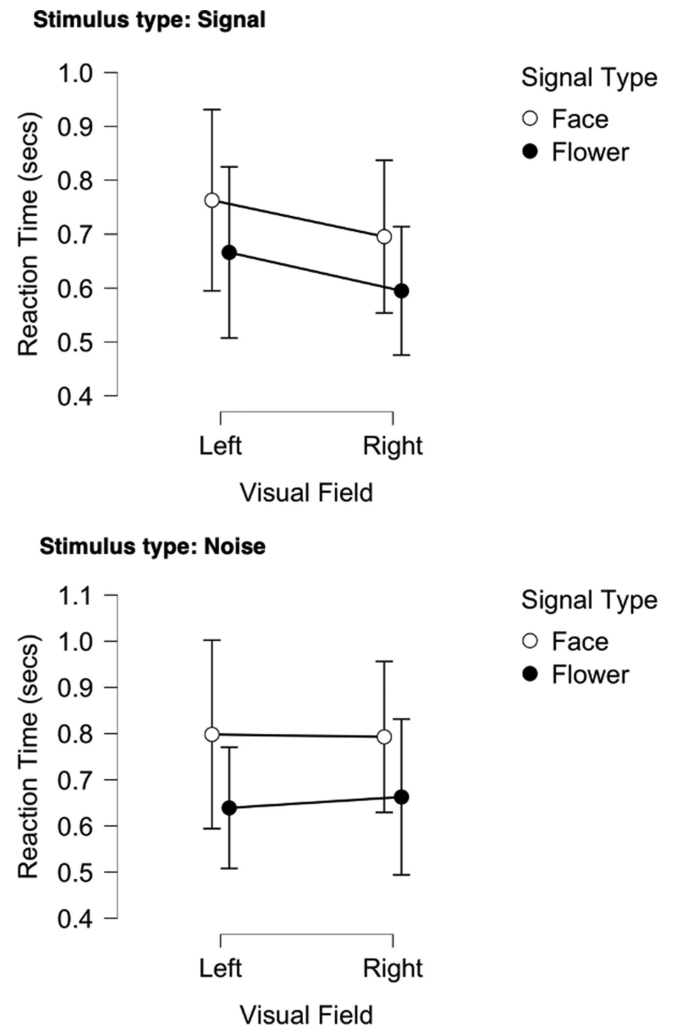 Stimulus type: Signal
Reaction Time (secs)
1.0
0.9
0.8
0.7
0.6
0.5
0.4
Left Right
Visual Field
Signal Type
Face
Flower
Stimulus type: Noise
Reaction Time (secs)
1.1
1.0
0.9
0.8
0.7
0.6
0.5
0.4
Left Right
Visual Field
Signal Type
Face
Flower